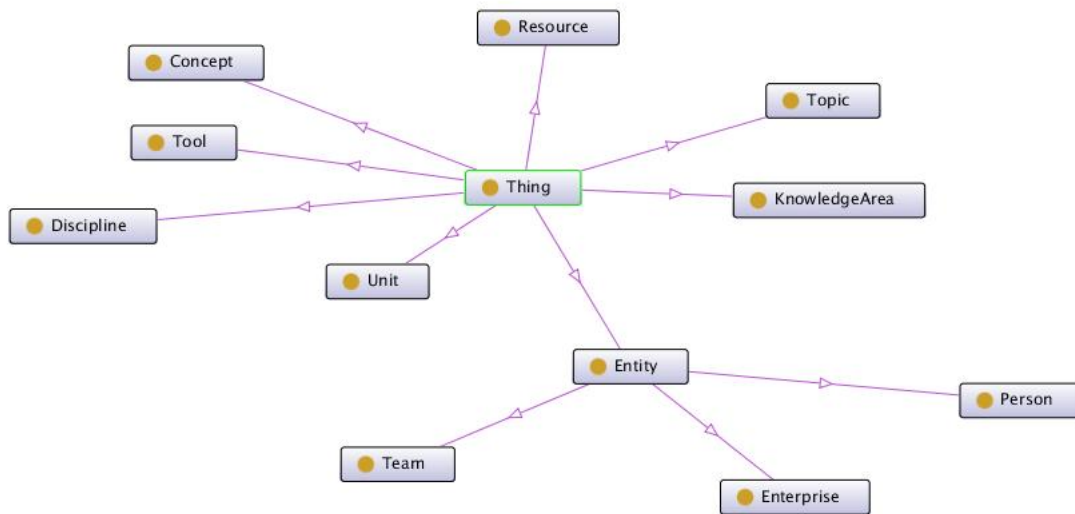 Resource
Concept
Topic
Tool
Thing
KnowledgeArea
Discipline
Unit
Entity
Person
Team
Enterprise